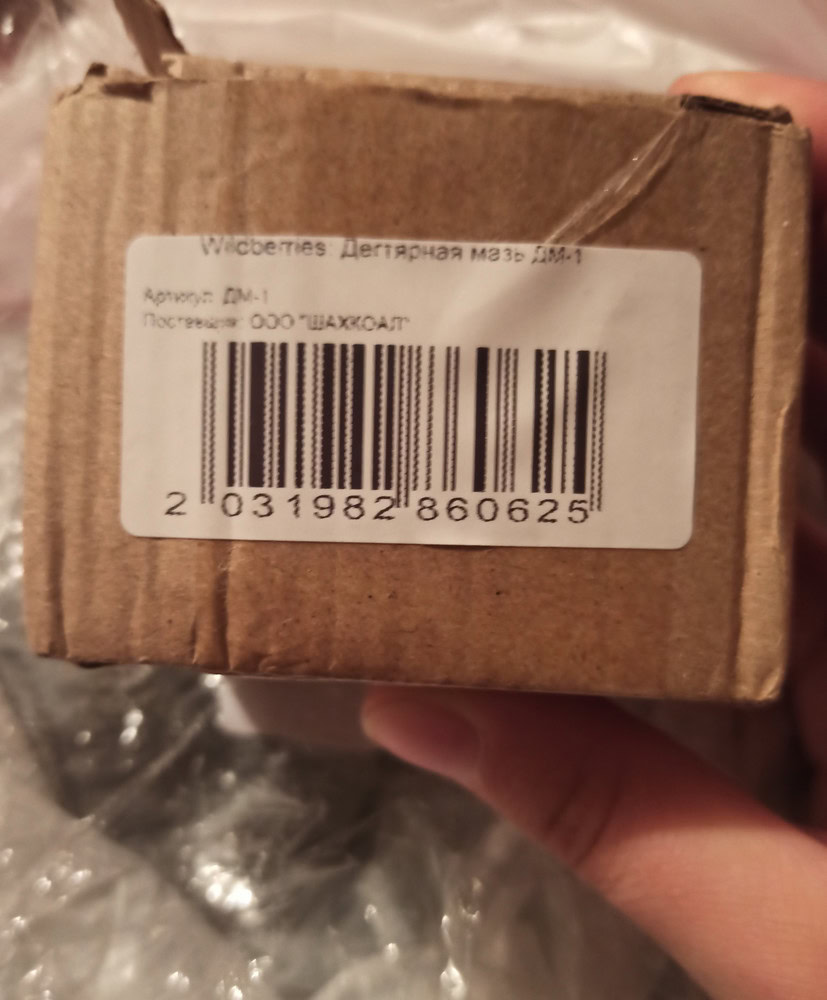 Wildberries: Дегтярная мазь ДМ-1
Артикул: ДМ-1
Поставщик: ООО "ШАХКОАЛ"
2 031982 860625